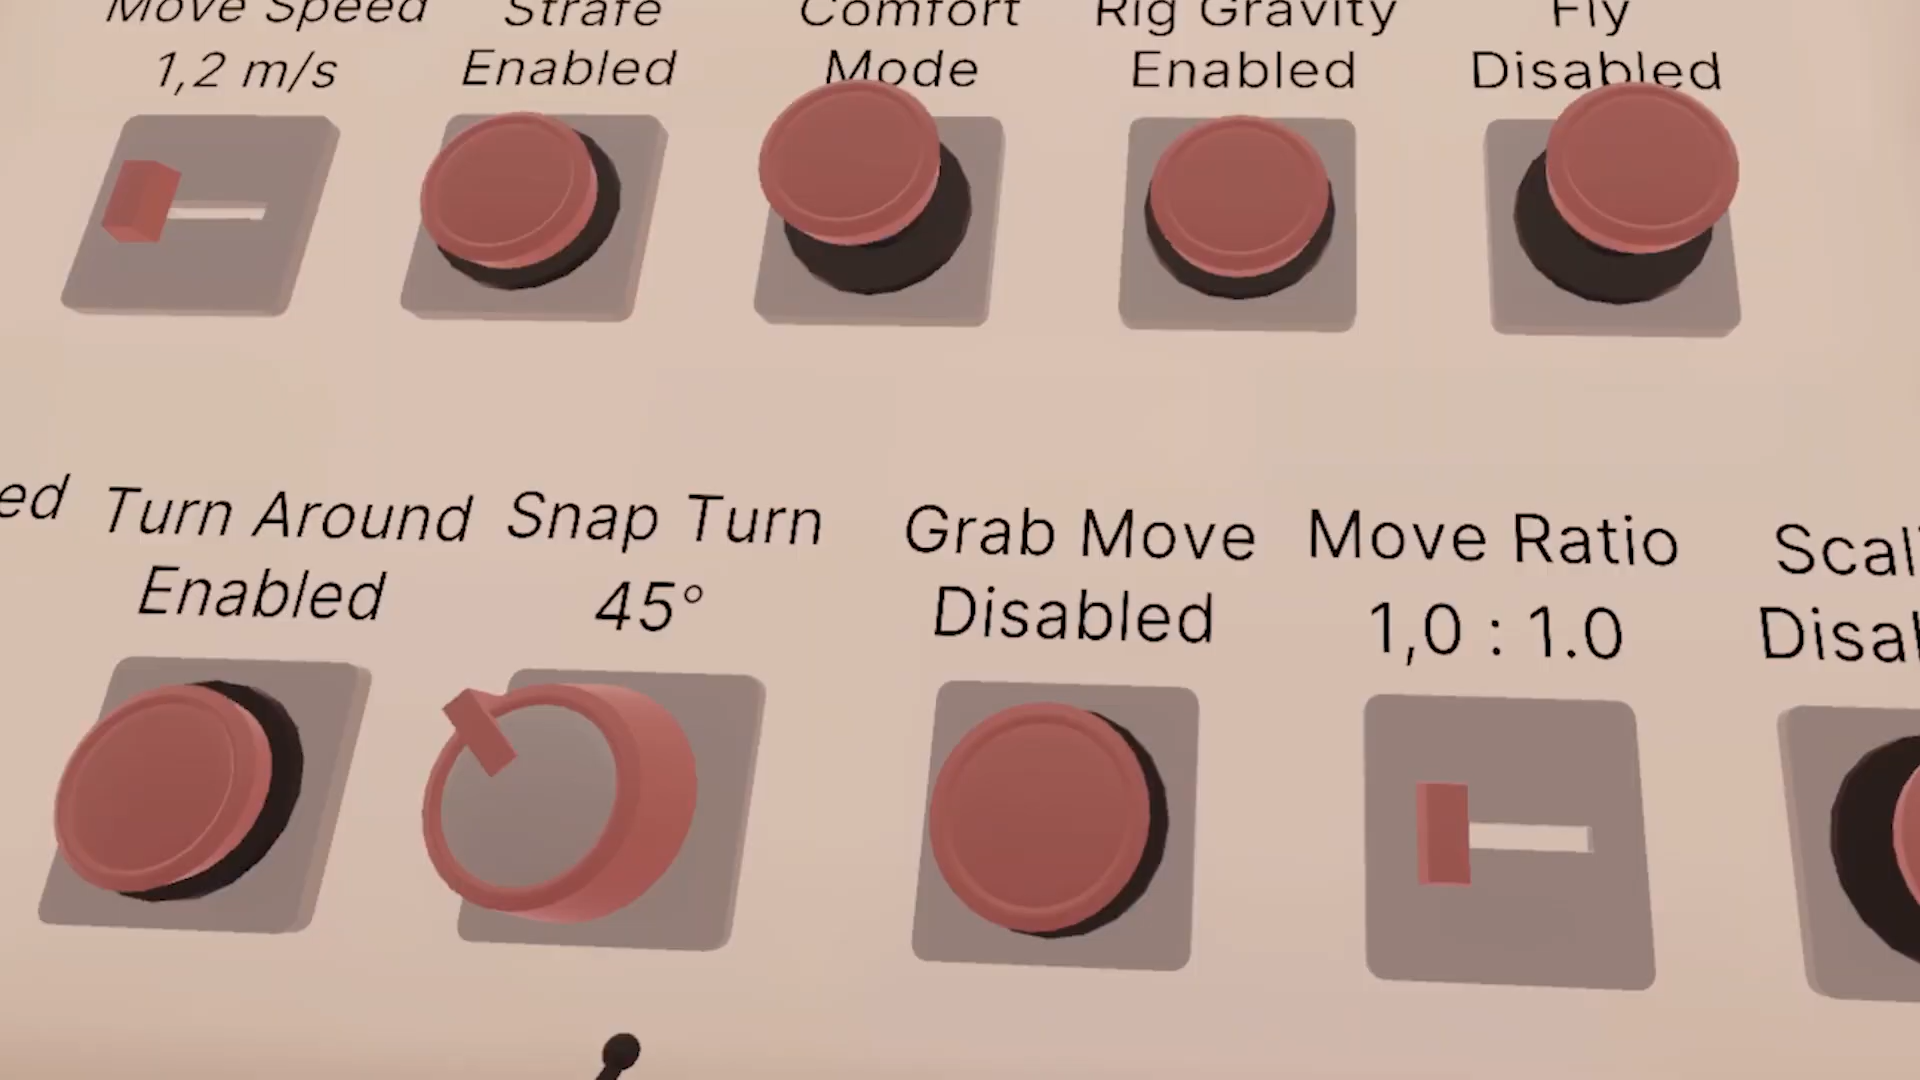 Move Speed
1,2 m/s
Strafe
Enabled
Comfort
Mode
Rig Gravity
Enabled
Fly
Disabled
ed
Turn Around
Enabled
Snap Turn
45°
Grab Move
Disabled
Move Ratio
1,0 : 1.0